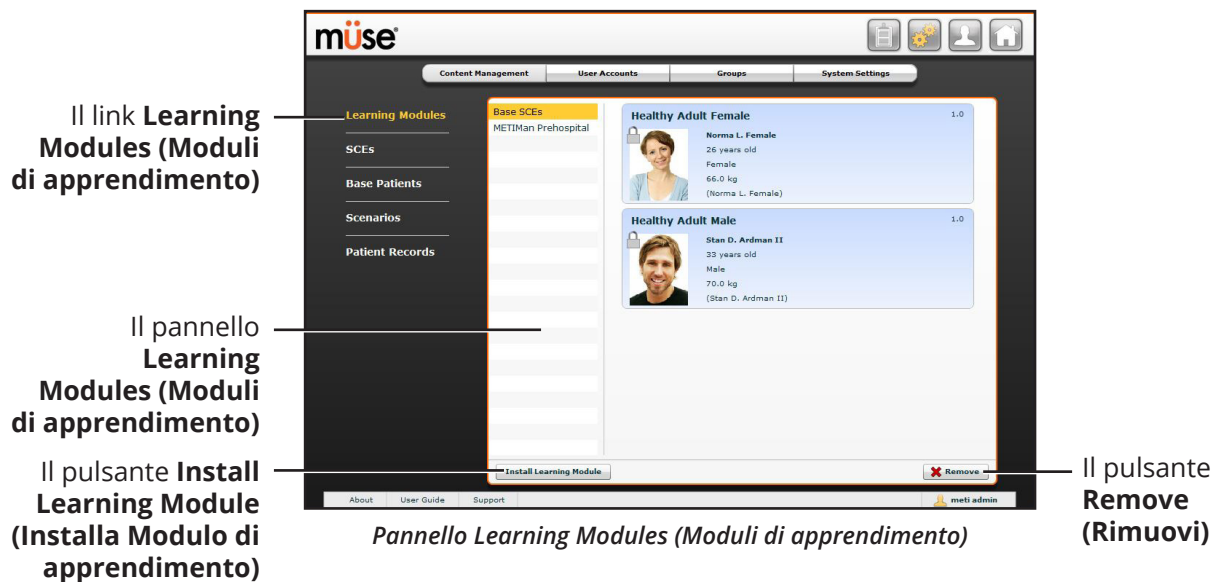 müse
Content Management
User Accounts
Groups
System Settings
Il link Learning
Modules (Moduli
di apprendimento)
Learning Modules
SCEs
Base Patients
Scenarios
Patient Records
Base SCEs
METIMan Prehospital
Healthy Adult Female
1.0
Norma L. Female
26 years old
Female
66.0 kg
(Norma L. Female)
Healthy Adult Male
1.0
Stan D. Ardman II
33 years old
Male
70.0 kg
(Stan D. Ardman II)
Il pannello
Learning
Modules (Moduli
di apprendimento)
Il pulsante Install
Learning Module
(Installa Modulo di
apprendimento)
Install Learning Module
Remove
Il pulsante
Remove
(Rimuovi)
About
User Guide
Support
meti admin
Pannello Learning Modules (Moduli di apprendimento)